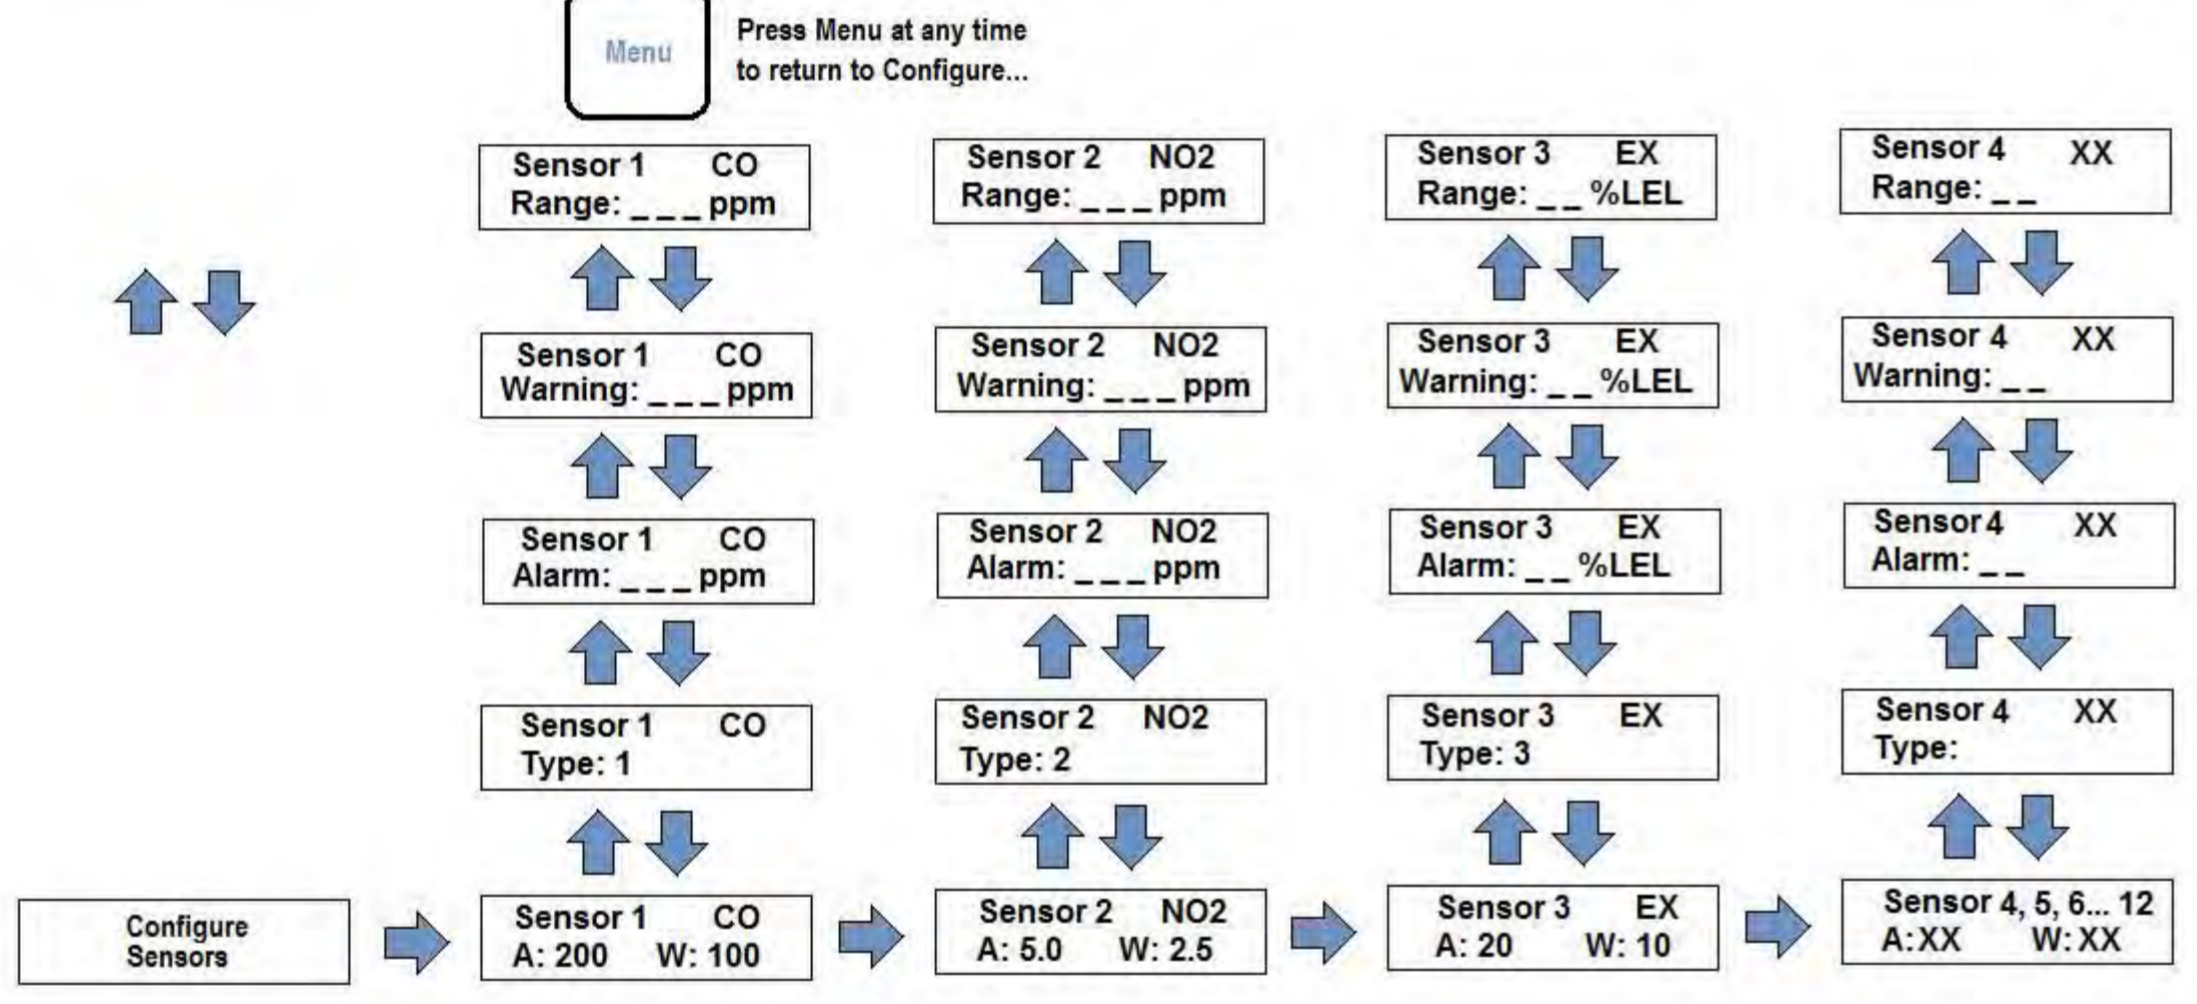 Menu
Press Menu at any time
to return to Configure...
Sensor 1 CO
Range: _ _ _ ppm
Sensor 2 NO2
Range: _ _ _ ppm
Sensor 3 EX
Range: _ _ %LEL
Sensor 4 XX
Range: _ _
Sensor 1 CO
Warning: _ _ _ ppm
Sensor 2 NO2
Warning: _ _ _ ppm
Sensor 3 EX
Warning: _ _ %LEL
Sensor 4 XX
Warning: _ _
Sensor 1 CO
Alarm: _ _ _ ppm
Sensor 2 NO2
Alarm: _ _ _ ppm
Sensor 3 EX
Alarm: _ _ %LEL
Sensor 4 XX
Alarm: _ _
Sensor 1 CO
Type: 1
Sensor 2 NO2
Type: 2
Sensor 3 EX
Type: 3
Sensor 4 XX
Type:
Configure
Sensors
Sensor 1 CO
A: 200 W: 100
Sensor 2 NO2
A: 5.0 W: 2.5
Sensor 3 EX
A: 20 W: 10
Sensor 4, 5, 6... 12
A:XX W: XX